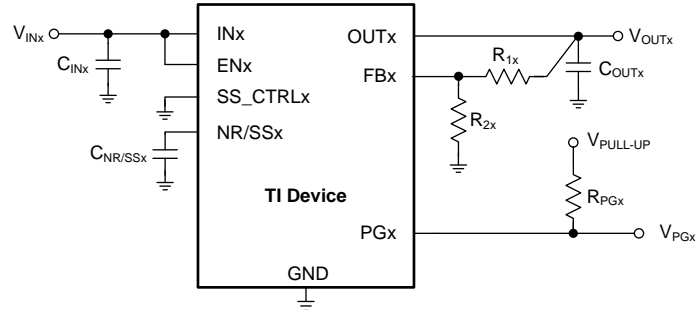 V_INx
C_INx
INx
ENx
SS_CTRLx
NR/SSx
C_NR/SSx
TI Device
GND
OUTx
FBx
PGx
R_1x
R_2x
V_OUTx
C_OUTx
V_PULL-UP
R_PGx
V_PGx